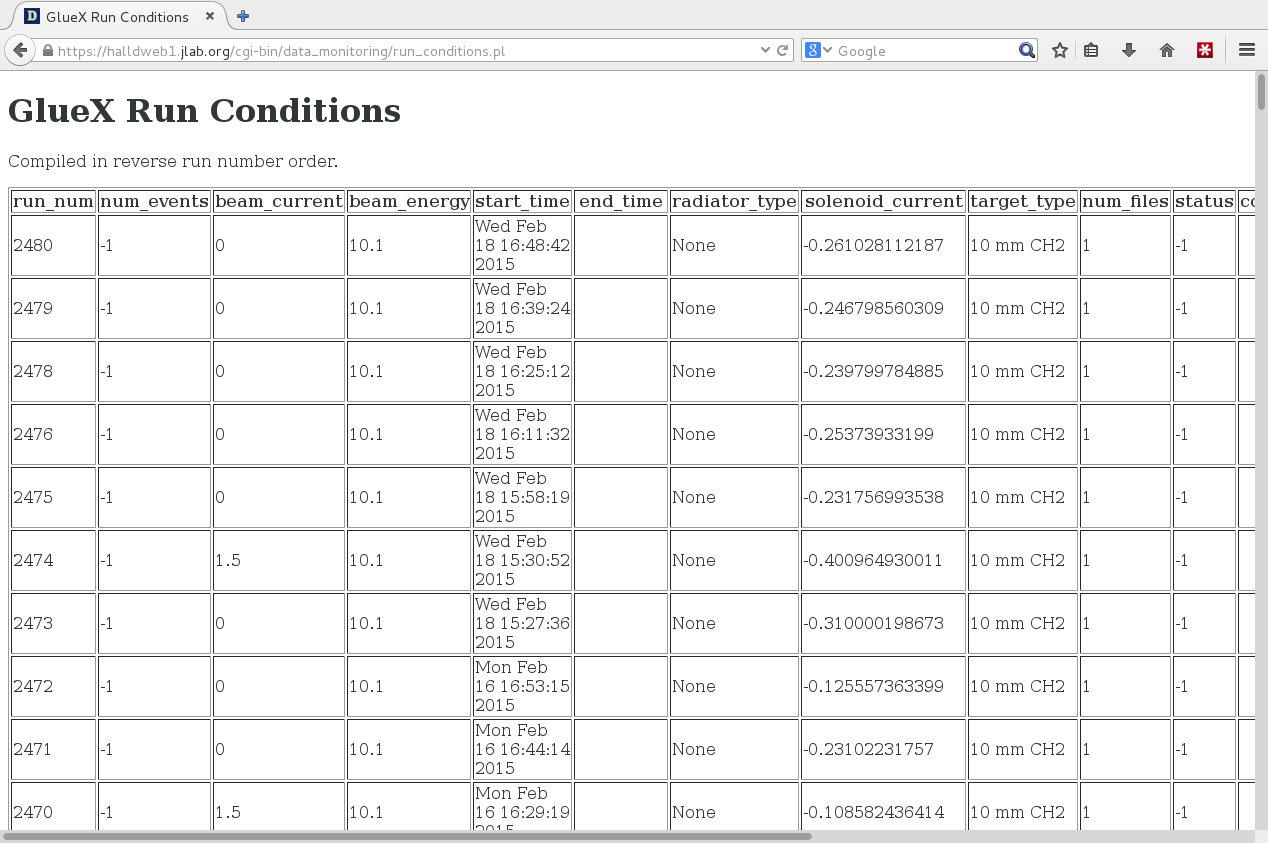 GlueX Run Conditions
https://halldweb1.jlab.org/cgi-bin/data_monitoring/run_conditions.pl
Google
GlueX Run Conditions
Compiled in reverse run number order.
run_num num_events beam_current beam_energy start_time end_time radiator_type solenoid_current target_type num_files status co
2480 -1 0 10.1 Wed Feb 18 16:48:42 2015 None -0.261028112187 10 mm CH2 1 -1
2479 -1 0 10.1 Wed Feb 18 16:39:24 2015 None -0.246798560309 10 mm CH2 1 -1
2478 -1 0 10.1 Wed Feb 18 16:25:12 2015 None -0.239799784885 10 mm CH2 1 -1
2476 -1 0 10.1 Wed Feb 18 16:11:32 2015 None -0.25373933199 10 mm CH2 1 -1
2475 -1 0 10.1 Wed Feb 18 15:58:19 2015 None -0.231756993538 10 mm CH2 1 -1
2474 -1 1.5 10.1 Wed Feb 18 15:30:52 2015 None -0.400964930011 10 mm CH2 1 -1
2473 -1 0 10.1 Wed Feb 18 15:27:36 2015 None -0.310000198673 10 mm CH2 1 -1
2472 -1 0 10.1 Mon Feb 16 16:53:15 2015 None -0.125557363399 10 mm CH2 1 -1
2471 -1 0 10.1 Mon Feb 16 16:44:14 2015 None -0.23102231757 10 mm CH2 1 -1
2470 -1 1.5 10.1 Mon Feb 16 16:29:19 2015 None -0.108582436414 10 mm CH2 1 -1